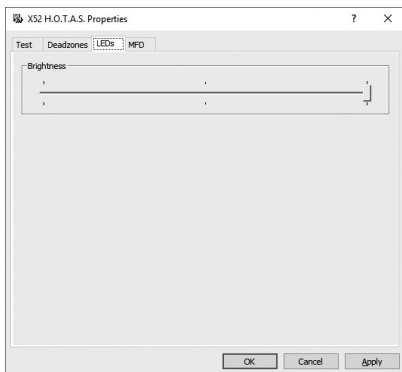 X52 H.O.T.A.S. Properties ? ×
Test Deadzones LEDs MFD
Brightness
OK Cancel Apply